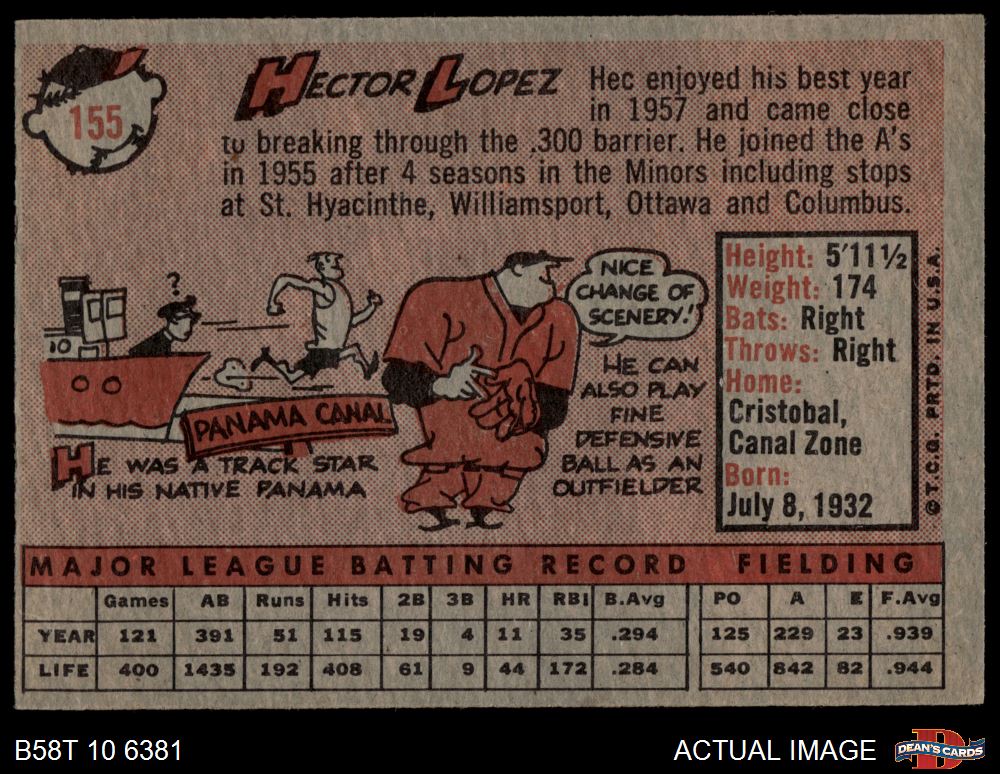 155
HECTOR LOPEZ
Hec enjoyed his best year
in 1957 and came close
to breaking through the .300 barrier. He joined the A's
in 1955 after 4 seasons in the Minors including stops
at St. Hyacinthe, Williamsport, Ottawa and Columbus.
?
PANAMA CANAL
HE WAS A TRACK STAR
IN HIS NATIVE PANAMA
NICE
CHANGE OF
SCENERY!
HE CAN
ALSO PLAY
FINE
DEFENSIVE
BALL AS AN
OUTFIELDER
Height: 5'11½
Weight: 174
Bats: Right
Throws: Right
Home:
Cristobal,
Canal Zone
Born:
July 8, 1932
©T.C.G. PRTD. IN U.S.A.
MAJOR LEAGUE BATTING RECORD FIELDING
Games AB Runs Hits 2B 3B HR RBI B.Avg PO A E F.Avg
YEAR 121 391 51 115 19 4 11 35 .294 125 229 23 .939
LIFE 400 1435 192 408 61 9 44 172 .284 540 842 82 .944
B58T 10 6381 ACTUAL IMAGE DEAN'S CARDS